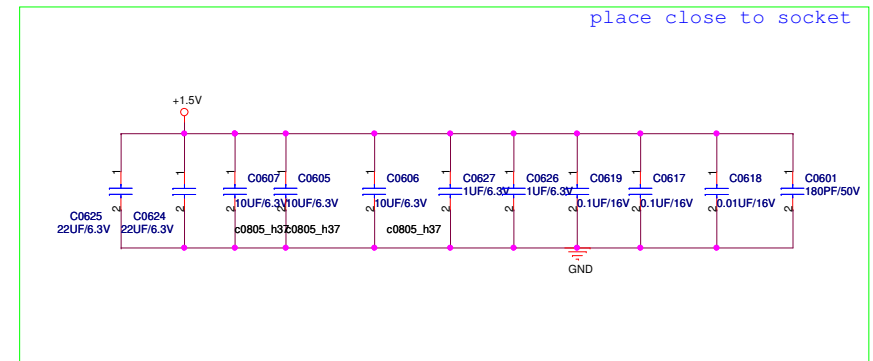 place close to socket
+1.5V
1 1 1 1 1 1 1 1 1 1 1
C0607 C0605 C0606 C0627 C0626 C0619 C0617 C0618 C0601
1UF/6.3V 1UF/6.3V 180PF/50V
10UF/6.3V 10UF/6.3V 10UF/6.3V 0.1UF/16V 0.1UF/16V 0.01UF/16V
2 2 2 2 2 2 2 2 2 2 2
C0625 C0624
22UF/6.3V 22UF/6.3V
c0805_h37 c0805_h37 c0805_h37
GND